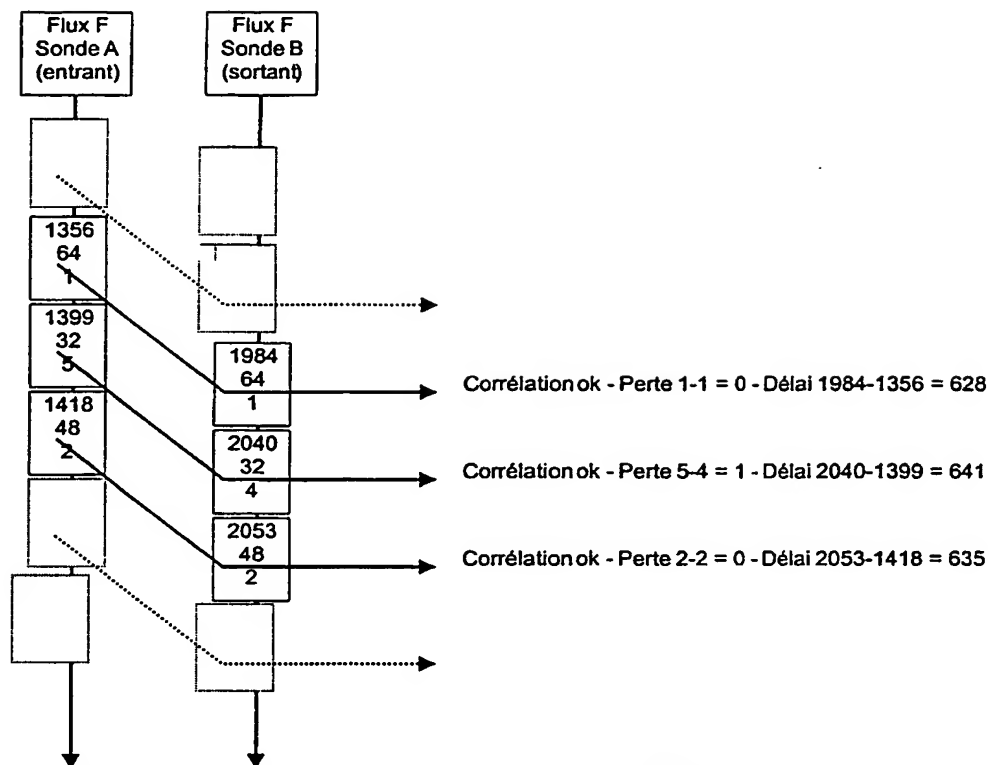 Flux F
Sonde A
(entrant)
Flux F
Sonde B
(sortant)
1356
64
1
1399
32
5
1418
48
2
1984
64
1
2040
32
4
2053
48
2
Corrélation ok - Perte 1-1 = 0 - Délai 1984-1356 = 628
Corrélation ok - Perte 5-4 = 1 - Délai 2040-1399 = 641
Corrélation ok - Perte 2-2 = 0 - Délai 2053-1418 = 635